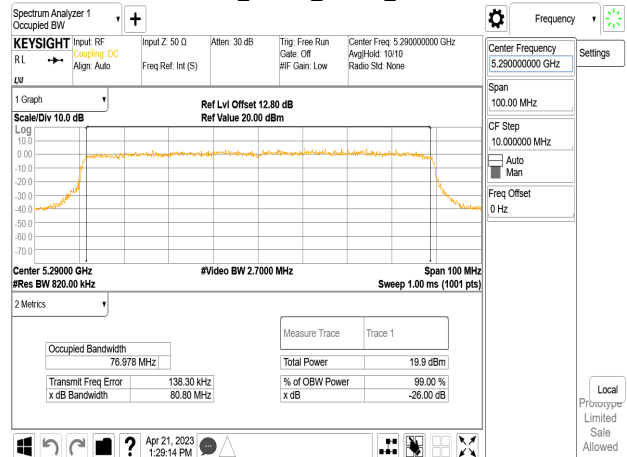 Spectrum Analyzer 1
Occupied BW
Frequency
KEYSIGHT
Input: RF
Input Z: 50 Ω
Atten: 30 dB
Trig: Free Run
Center Freq: 5.290000000 GHz
R L
Coupling: DC
Gate: Off
Avg|Hold: 10/10
Align: Auto
Freq Ref: Int (S)
#IF Gain: Low
Radio Std: None
Center Frequency
5.290000000 GHz
Settings
Span
100.00 MHz
CF Step
10.000000 MHz
Auto
Man
Freq Offset
0 Hz
1 Graph
Ref Lvl Offset 12.80 dB
Scale/Div 10.0 dB
Ref Value 20.00 dBm
Log
10.0
0.00
-10.0
-20.0
-30.0
-40.0
-50.0
-60.0
-70.0
Center 5.29000 GHz
#Video BW 2.7000 MHz
Span 100 MHz
#Res BW 820.00 kHz
Sweep 1.00 ms (1001 pts)
2 Metrics
Measure Trace
Trace 1
Occupied Bandwidth
76.978 MHz
Total Power
19.9 dBm
Transmit Freq Error
138.30 kHz
% of OBW Power
99.00 %
x dB Bandwidth
80.80 MHz
x dB
-26.00 dB
Local
Prototype
Limited
Sale
Allowed
?
Apr 21, 2023
1:29:14 PM